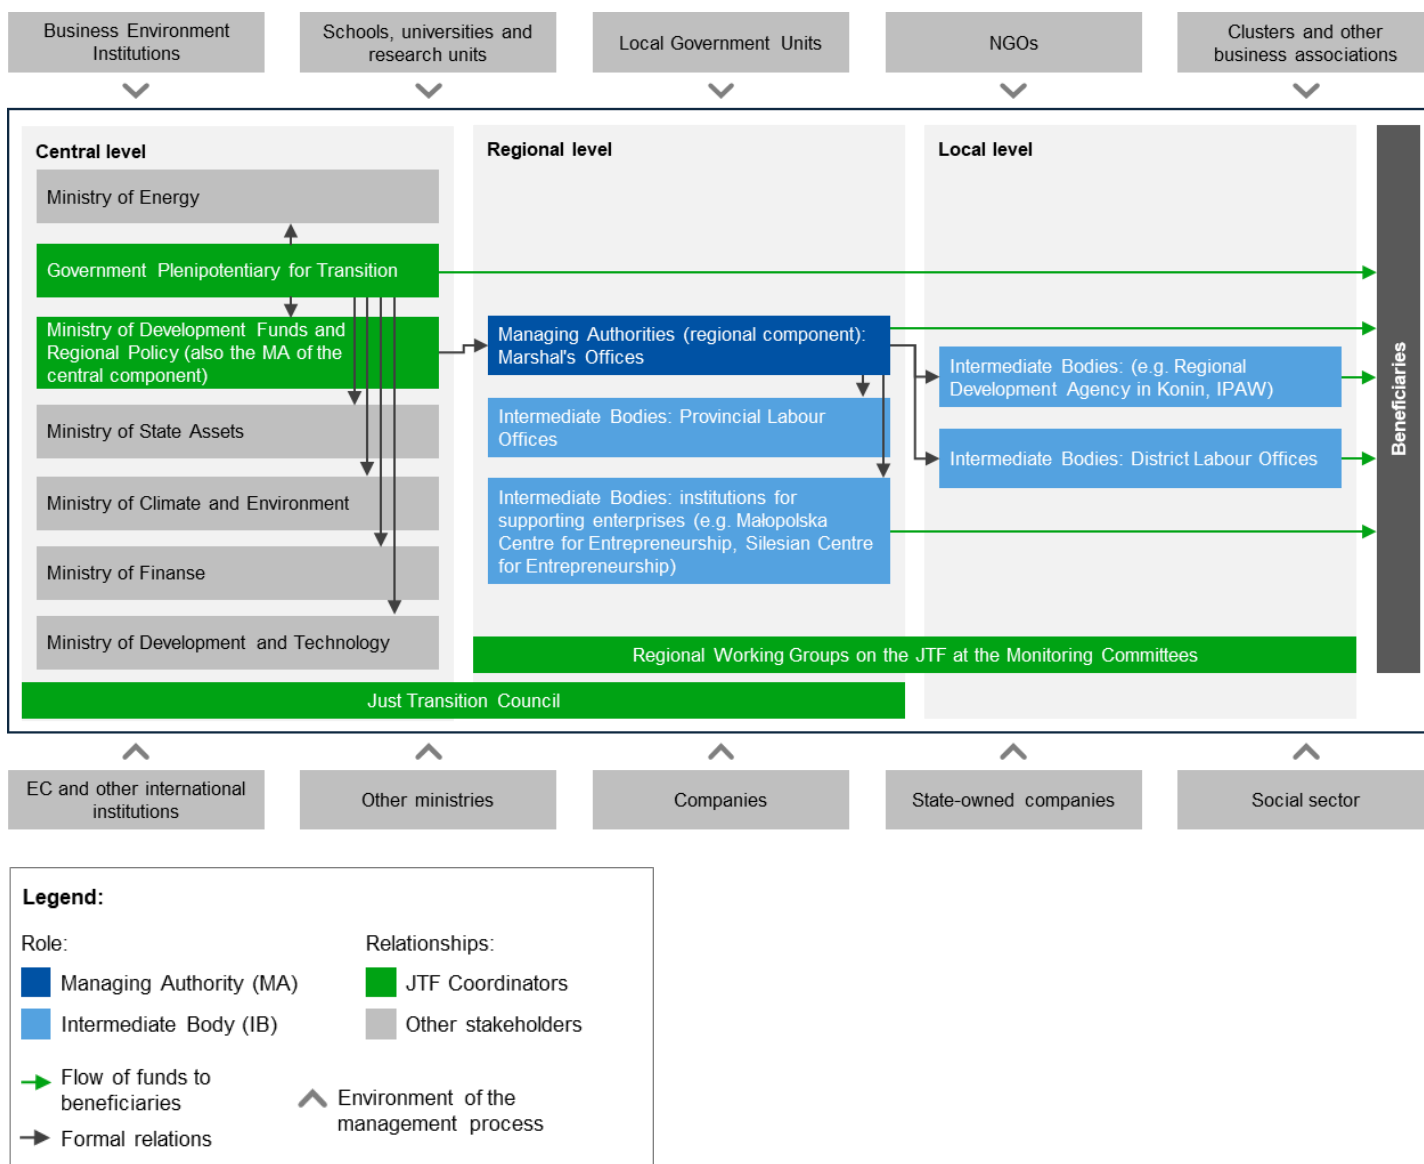 Business Environment
Institutions
Schools, universities and
research units
Local Government Units
NGOs
Clusters and other
business associations
Central level
Ministry of Energy
Government Plenipotentiary for Transition
Ministry of Development Funds and
Regional Policy (also the MA of the
central component)
Ministry of State Assets
Ministry of Climate and Environment
Ministry of Finanse
Ministry of Development and Technology
Regional level
Managing Authorities (regional component):
Marshal's Offices
Intermediate Bodies: Provincial Labour
Offices
Intermediate Bodies: institutions for
supporting enterprises (e.g. Małopolska
Centre for Entrepreneurship, Silesian Centre
for Entrepreneurship)
Local level
Intermediate Bodies: (e.g. Regional
Development Agency in Konin, IPAW)
Intermediate Bodies: District Labour Offices
Beneficiaries
Regional Working Groups on the JTF at the Monitoring Committees
Just Transition Council
EC and other international
institutions
Other ministries
Companies
State-owned companies
Social sector
Legend:
Role:
Managing Authority (MA)
Intermediate Body (IB)
Relationships:
JTF Coordinators
Other stakeholders
Flow of funds to
beneficiaries
Formal relations
Environment of the
management process